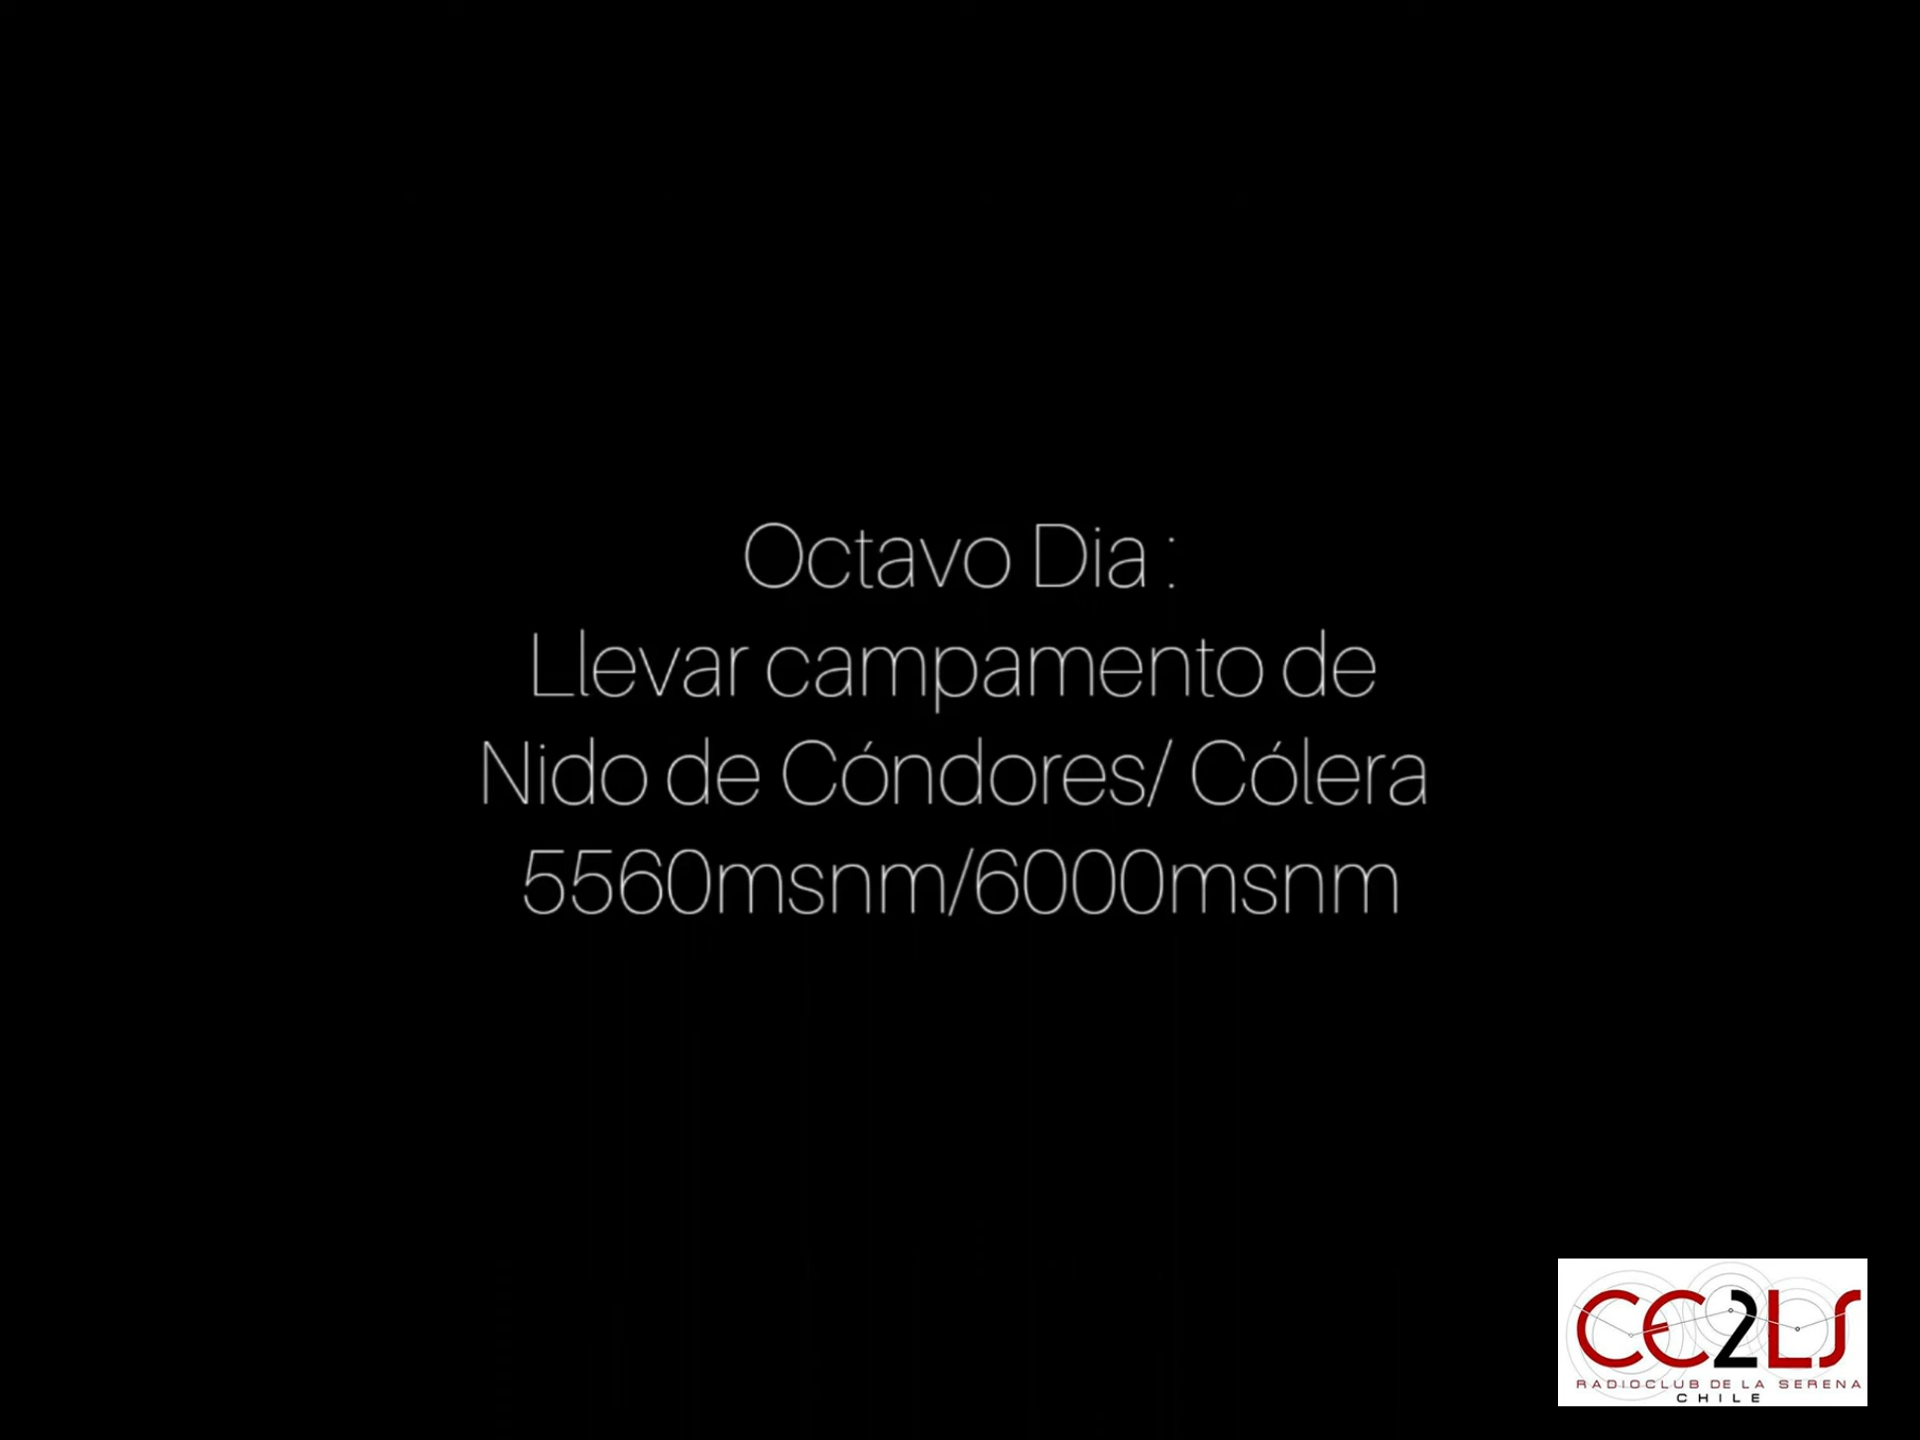 Octavo Dia :
Llevar campamento de
Nido de Cóndores/ Cólera
5560msnm/6000msnm
CE2LS
RADIOCLUB DE LA SERENA
CHILE